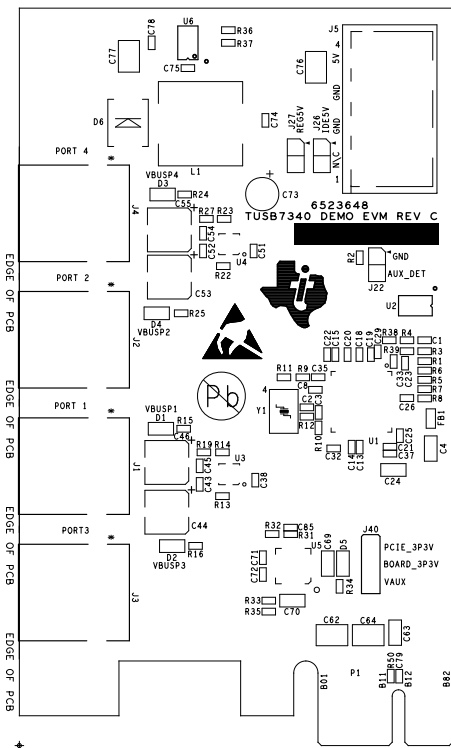 C78
U6
R36
R37
C77
C75
J5
4
5V
GND
GND
N\C
1
C76
D6
C74
J27
REG5V
J26
IDE5V
PORT 4
*
L1
VBUSP4
D3
R24
C73
+
6523648
TUSB7340 DEMO EVM REV C
C55
+
R27
R23
C54
C52
U4
C51
R22
J4
R2
GND
AUX_DET
J22
EDGE OF PCB
PORT 2
*
C53
+
U2
J2
D4
VBUSP2
R25
C22
C15
C20
C18
C19
C29
R38
R4
C1
R39
R3
C33
C23
R1
R6
R5
R7
R8
C26
R11
R9
C35
C8
4
Y1
C2
C3
R12
R10
Pb
EDGE OF PCB
PORT 1
*
VBUSP1
D1
R15
C46
+
R19
R14
C45
C43
U3
C38
R13
J1
C32
C14
C13
U1
C25
C21
C37
C24
FB1
C4
C44
+
EDGE OF PCB
PORT3
*
D2
VBUSP3
R16
R32
C85
R31
C71
C72
U5
C69
D5
R34
J40
PCIE_3P3V
BOARD_3P3V
VAUX
R33
R35
C70
J3
C62
C64
C63
EDGE OF PCB
B01
P1
B11
R50
C79
B12
B82